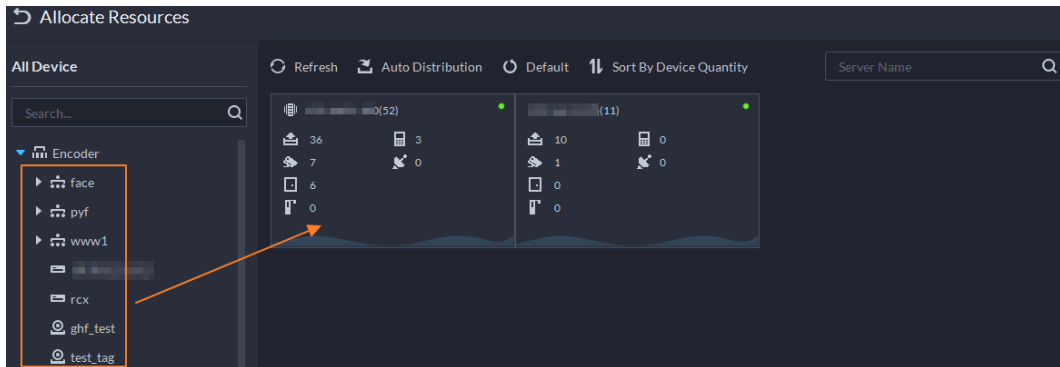 Allocate Resources
All Device
Refresh Auto Distribution Default Sort By Device Quantity Server Name
Search...
(52) (11)
Encoder
36 3 10 0
face
7 0 1 0
6 0
pyf
0 0
www1
rcx
ghf_test
test_tag